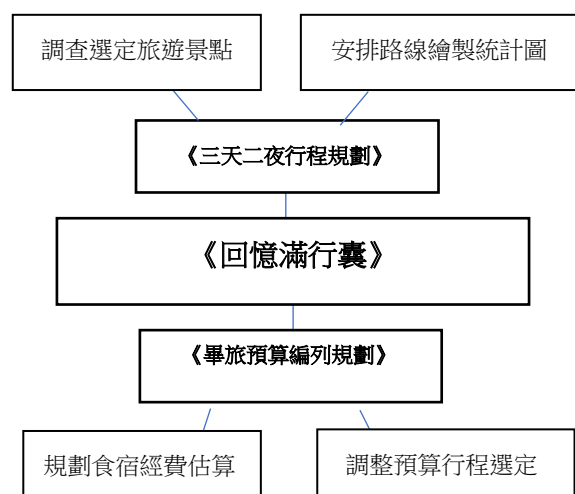 調查選定旅遊景點
安排路線繪製統計圖
《三天二夜行程規劃》
《回憶滿行囊》
《畢旅預算編列規劃》
規劃食宿經費估算
調整預算行程選定